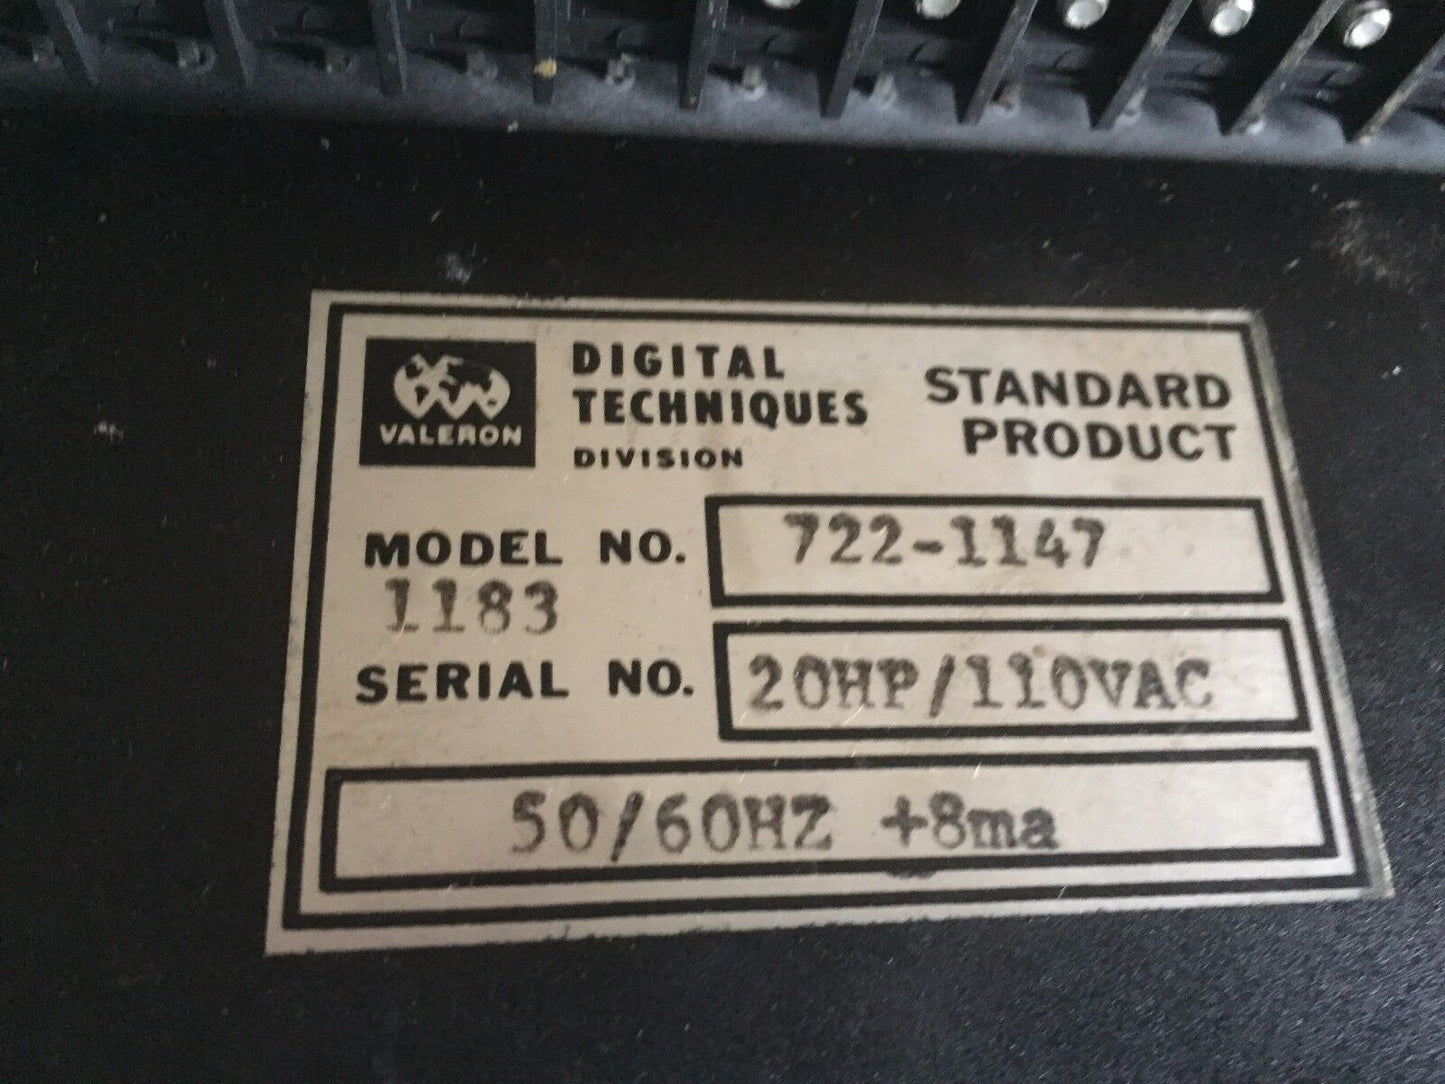 VALERON
DIGITAL
TECHNIQUES
DIVISION
STANDARD
PRODUCT
MODEL NO. 722-1147
1183
SERIAL NO. 20HP/110VAC
50/60HZ +8ma